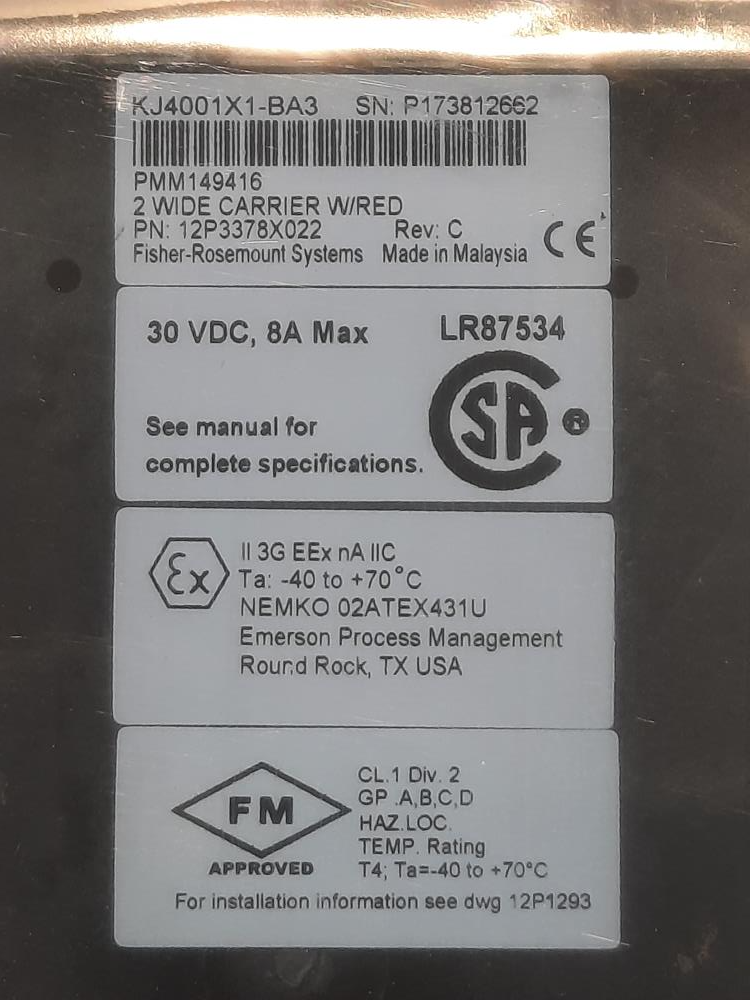 KJ4001X1-BA3 SN: P173812662
PMM149416
2 WIDE CARRIER W/RED
PN: 12P3378X022 Rev: C
Fisher-Rosemount Systems Made in Malaysia
CE
30 VDC, 8A Max LR87534
See manual for
complete specifications.
CSA ®
Ex
II 3G EEx nA IIC
Ta: -40 to +70°C
NEMKO 02ATEX431U
Emerson Process Management
Round Rock, TX USA
FM
APPROVED
CL.1 Div. 2
GP .A,B,C,D
HAZ.LOC.
TEMP. Rating
T4; Ta=-40 to +70°C
For installation information see dwg 12P1293